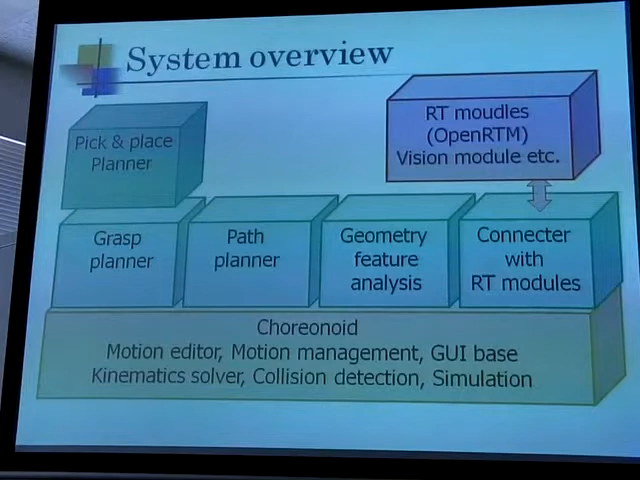 System overview
Pick & place
Planner
RT moudles
(OpenRTM)
Vision module etc.
Grasp
planner
Path
planner
Geometry
feature
analysis
Connecter
with
RT modules
Choreonoid
Motion editor, Motion management, GUI base
Kinematics solver, Collision detection, Simulation